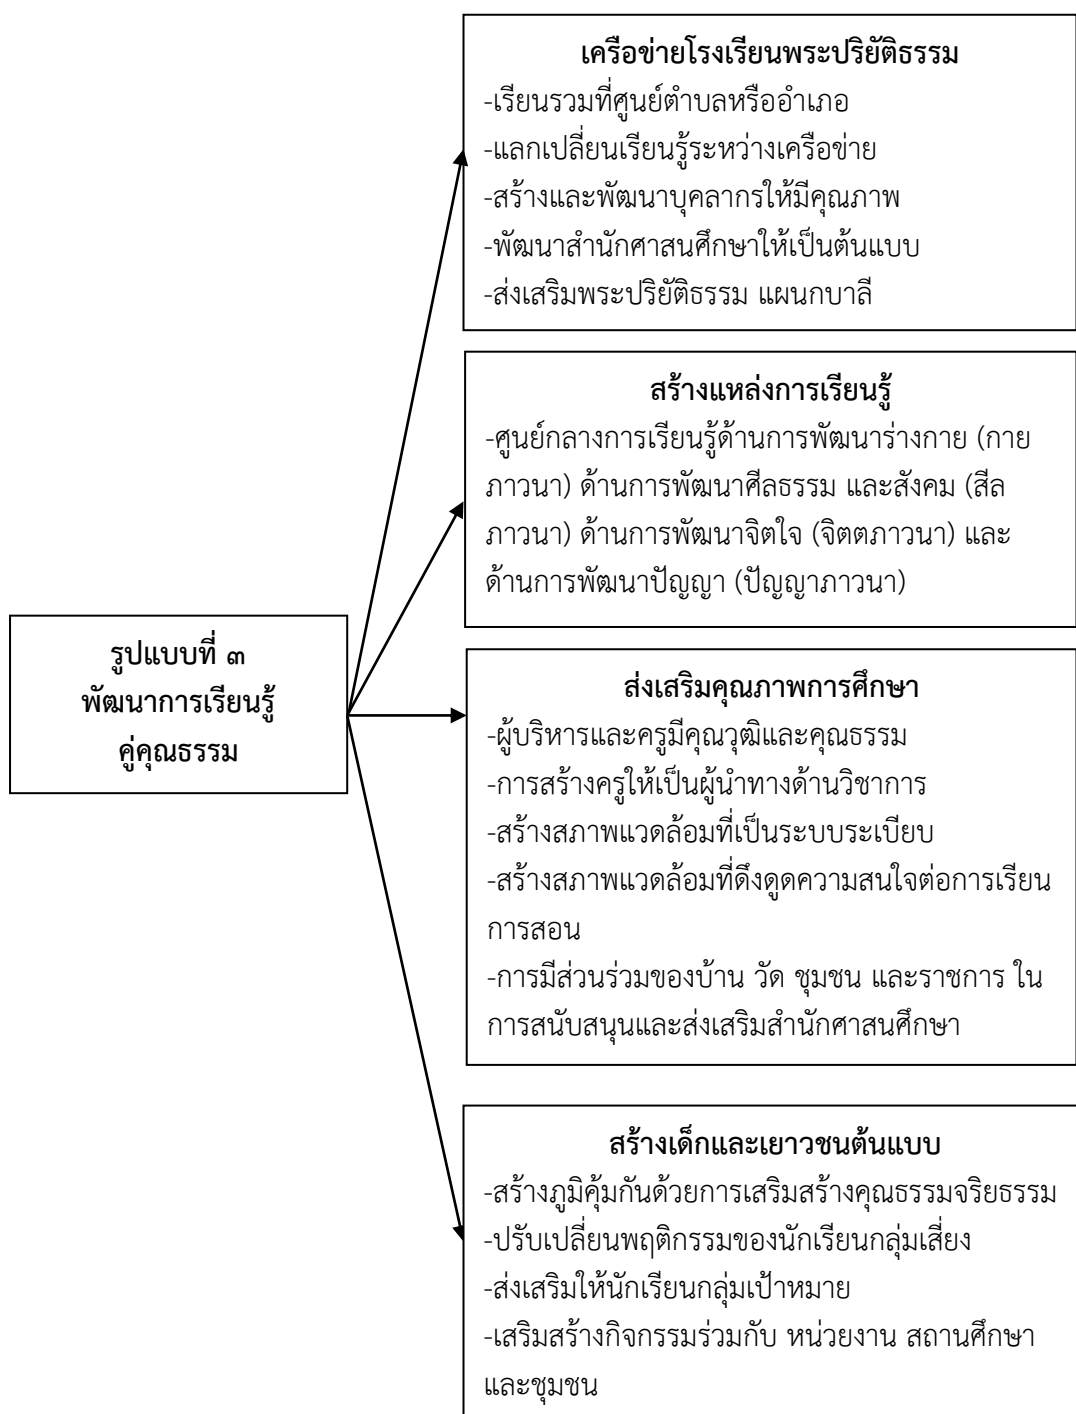 เครือข่ายโรงเรียนพระปริยัติธรรม
-เรียนรวมที่ศูนย์ตำบลหรืออำเภอ
-แลกเปลี่ยนเรียนรู้ระหว่างเครือข่าย
-สร้างและพัฒนาบุคลากรให้มีคุณภาพ
-พัฒนาสำนักศาสนศึกษาให้เป็นต้นแบบ
-ส่งเสริมพระปริยัติธรรม แผนกบาลี
สร้างแหล่งการเรียนรู้
-ศูนย์กลางการเรียนรู้ด้านการพัฒนาร่างกาย (กาย
ภาวนา) ด้านการพัฒนาศีลธรรม และสังคม (สีล
ภาวนา) ด้านการพัฒนาจิตใจ (จิตตภาวนา) และ
ด้านการพัฒนาปัญญา (ปัญญาภาวนา)
รูปแบบที่ ๓
พัฒนาการเรียนรู้
คู่คุณธรรม
ส่งเสริมคุณภาพการศึกษา
-ผู้บริหารและครูมีคุณวุฒิและคุณธรรม
-การสร้างครูให้เป็นผู้นำทางด้านวิชาการ
-สร้างสภาพแวดล้อมที่เป็นระบบระเบียบ
-สร้างสภาพแวดล้อมที่ดึงดูดความสนใจต่อการเรียน
การสอน
-การมีส่วนร่วมของบ้าน วัด ชุมชน และราชการ ใน
การสนับสนุนและส่งเสริมสำนักศาสนศึกษา
สร้างเด็กและเยาวชนต้นแบบ
-สร้างภูมิคุ้มกันด้วยการเสริมสร้างคุณธรรมจริยธรรม
-ปรับเปลี่ยนพฤติกรรมของนักเรียนกลุ่มเสี่ยง
-ส่งเสริมให้นักเรียนกลุ่มเป้าหมาย
-เสริมสร้างกิจกรรมร่วมกับ หน่วยงาน สถานศึกษา
และชุมชน